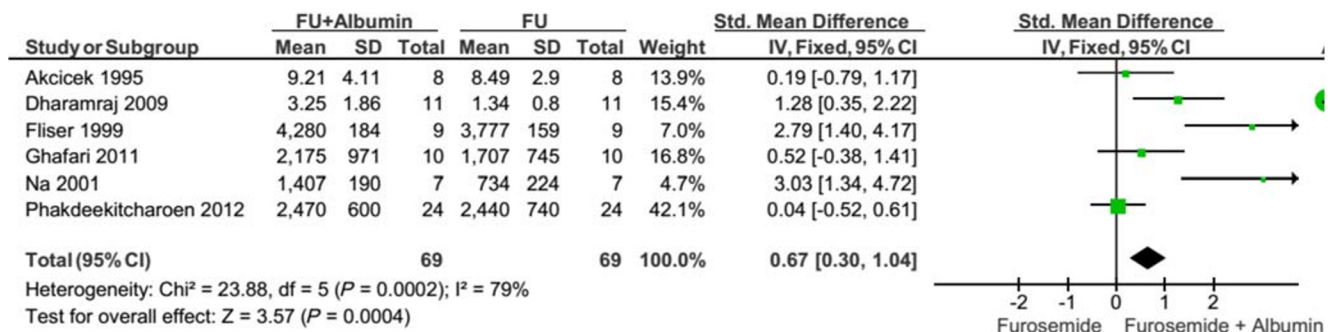 FU+Albumin FU Std. Mean Difference Std. Mean Difference
Study or Subgroup Mean SD Total Mean SD Total Weight IV, Fixed, 95% CI IV, Fixed, 95% CI
Akcicek 1995 9.21 4.11 8 8.49 2.9 8 13.9% 0.19 [-0.79, 1.17]
Dharamraj 2009 3.25 1.86 11 1.34 0.8 11 15.4% 1.28 [0.35, 2.22]
Fliser 1999 4,280 184 9 3,777 159 9 7.0% 2.79 [1.40, 4.17]
Ghafari 2011 2,175 971 10 1,707 745 10 16.8% 0.52 [-0.38, 1.41]
Na 2001 1,407 190 7 734 224 7 4.7% 3.03 [1.34, 4.72]
Phakdeekitcharoen 2012 2,470 600 24 2,440 740 24 42.1% 0.04 [-0.52, 0.61]
Total (95% CI) 69 69 100.0% 0.67 [0.30, 1.04]
Heterogeneity: Chi² = 23.88, df = 5 (P = 0.0002); I² = 79%
Test for overall effect: Z = 3.57 (P = 0.0004)
-2 -1 0 1 2
Furosemide Furosemide + Albumin